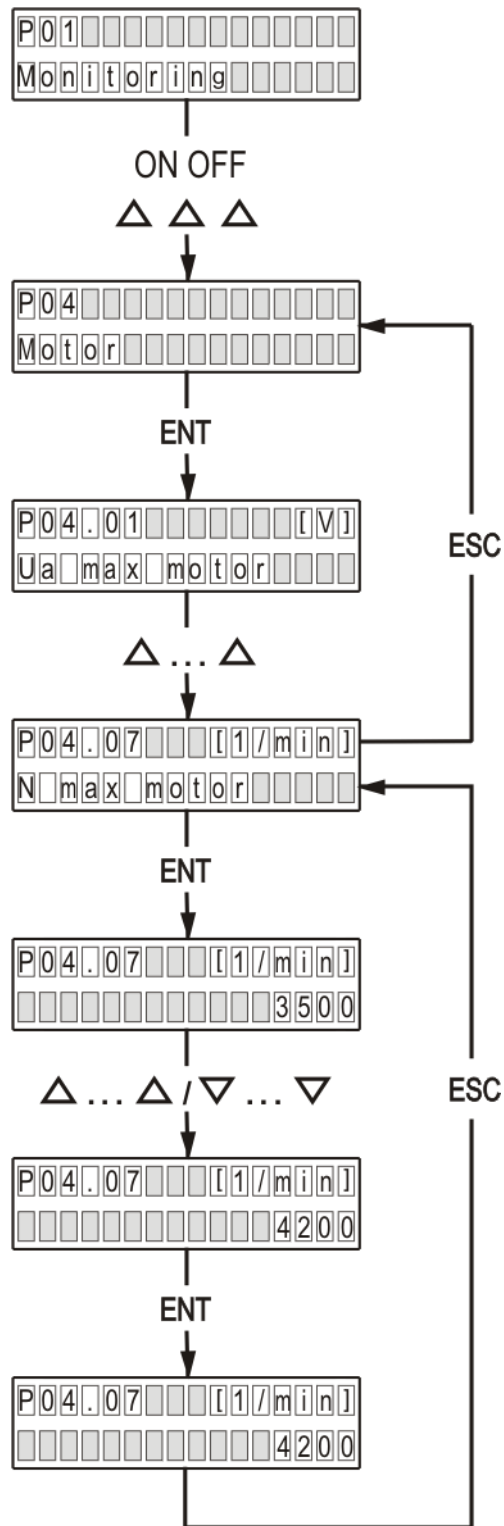 P01
Monitoring
ON OFF
△ △ △
P04
Motor
ENT
P04.01 [V]
Ua max motor
ESC
△ ... △
P04.07 [1/min]
N max motor
ENT
P04.07 [1/min]
3500
△ ... △ / ▽ ... ▽
ESC
P04.07 [1/min]
4200
ENT
P04.07 [1/min]
4200